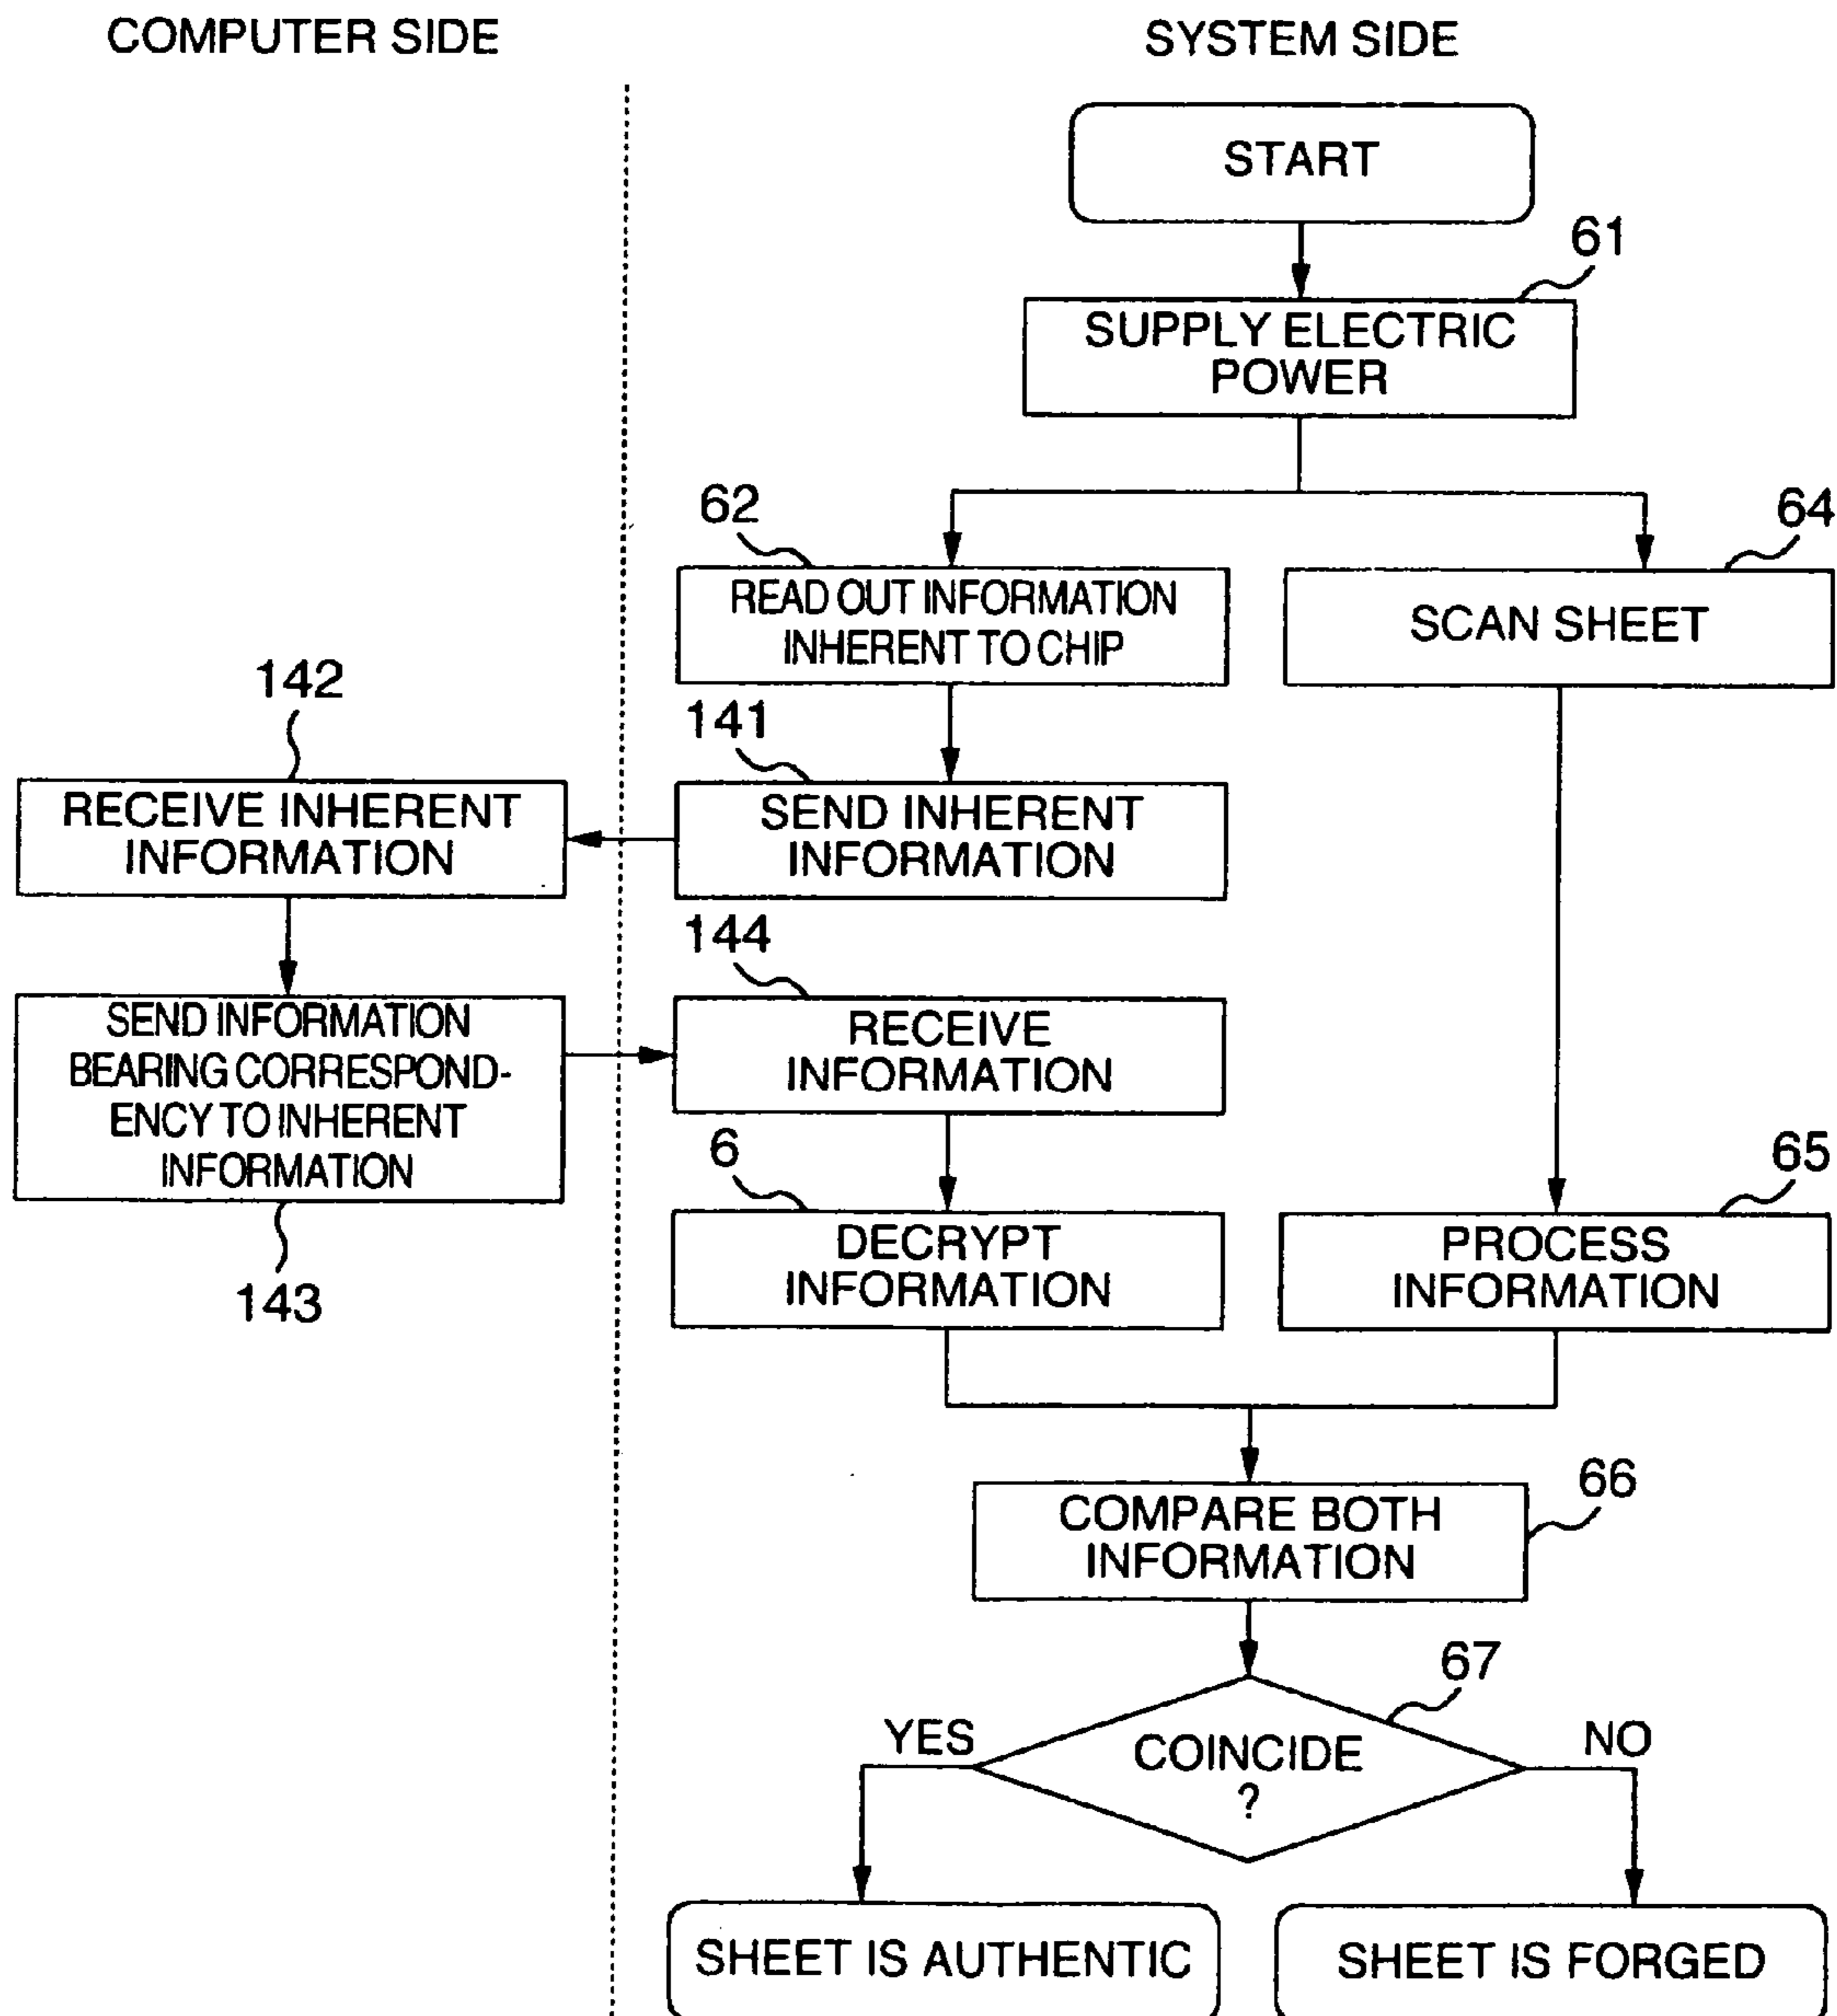 COMPUTER SIDE
SYSTEM SIDE
START
61
SUPPLY ELECTRIC
POWER
62
READ OUT INFORMATION
INHERENT TO CHIP
64
SCAN SHEET
142
RECEIVE INHERENT
INFORMATION
141
SEND INHERENT
INFORMATION
SEND INFORMATION
BEARING CORRESPOND-
ENCY TO INHERENT
INFORMATION
143
144
RECEIVE
INFORMATION
6
DECRYPT
INFORMATION
65
PROCESS
INFORMATION
66
COMPARE BOTH
INFORMATION
67
COINCIDE
?
YES
NO
SHEET IS AUTHENTIC
SHEET IS FORGED